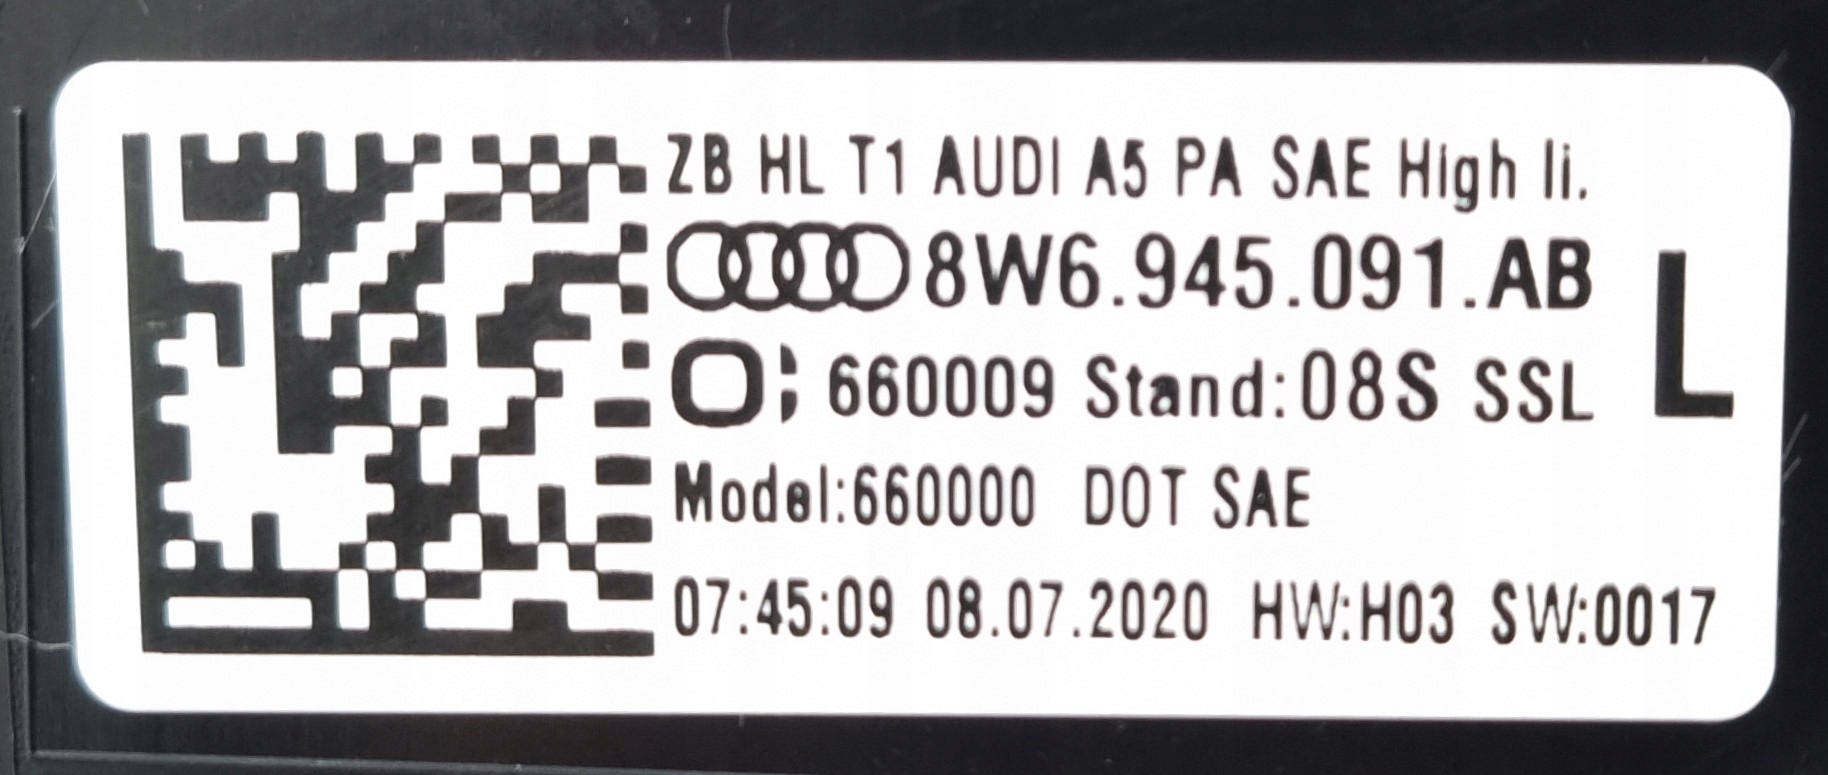 ZB HL T1 AUDI A5 PA SAE High li.
8W6.945.091.AB
L
660009 Stand:08S SSL
Model:660000 DOT SAE
07:45:09 08.07.2020 HW:H03 SW:0017